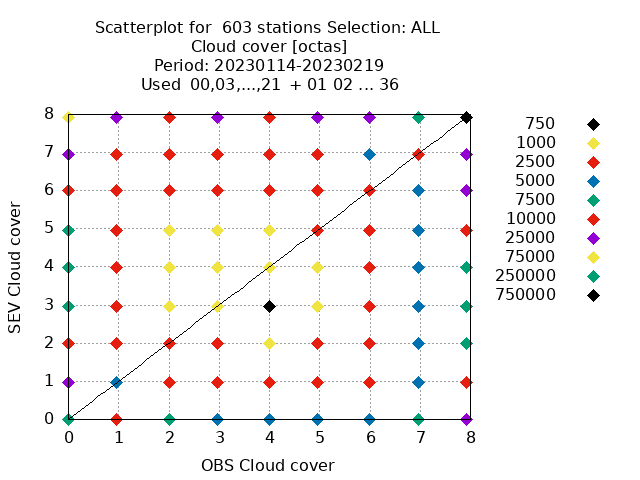 Scatterplot for  603 stations Selection: ALL
Cloud cover [octas]
Period: 20230114-20230219
Used  00,03,...,21  + 01 02 ... 36
8
7
6
5
4
3
2
1
0
0 1 2 3 4 5 6 7 8
SEV Cloud cover
OBS Cloud cover
750
1000
2500
5000
7500
10000
25000
75000
250000
750000